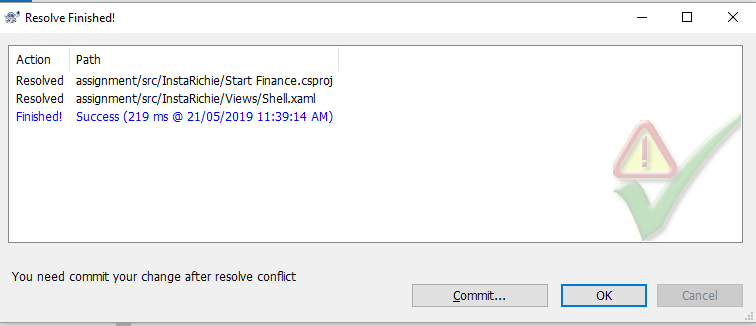 Resolve Finished!
Action Path
Resolved assignment/src/InstaRichie/Start Finance.csproj
Resolved assignment/src/InstaRichie/Views/Shell.xaml
Finished! Success (219 ms @ 21/05/2019 11:39:14 AM)
You need commit your change after resolve conflict
Commit... OK Cancel